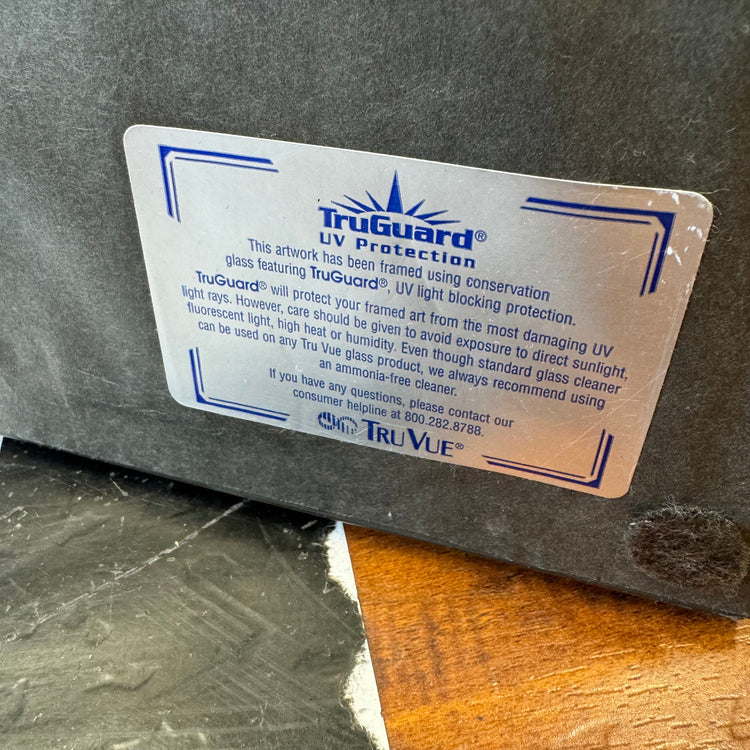 TruGuard®
UV Protection
This artwork has been framed using conservation
glass featuring TruGuard®, UV light blocking protection.
TruGuard® will protect your framed art from the most damaging UV
light rays. However, care should be given to avoid exposure to direct sunlight,
fluorescent light, high heat or humidity. Even though standard glass cleaner
can be used on any Tru Vue glass product, we always recommend using
an ammonia-free cleaner.
If you have any questions, please contact our
consumer helpline at 800.282.8788.
TRU VUE®